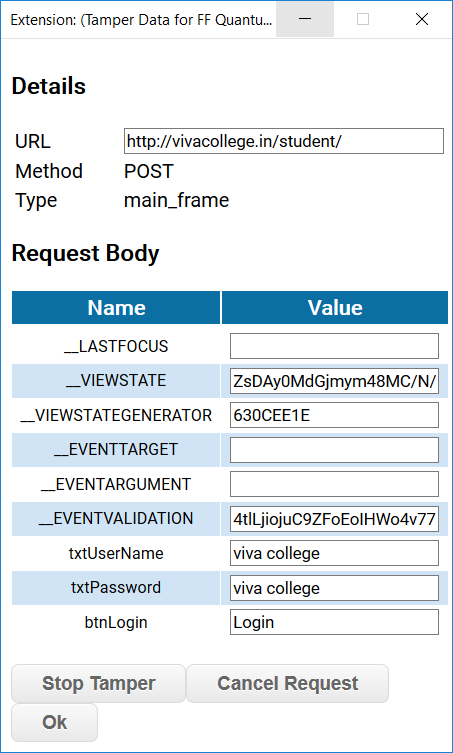 Extension: (Tamper Data for FF Quantu...
Details
URL http://vivacollege.in/student/
Method POST
Type main_frame
Request Body
Name Value
__LASTFOCUS
__VIEWSTATE ZsDAy0MdGjmym48MC/N/
__VIEWSTATEGENERATOR 630CEE1E
__EVENTTARGET
__EVENTARGUMENT
__EVENTVALIDATION 4tlLjiojuC9ZFoEoIHWo4v77
txtUserName viva college
txtPassword viva college
btnLogin Login
Stop Tamper Cancel Request
Ok